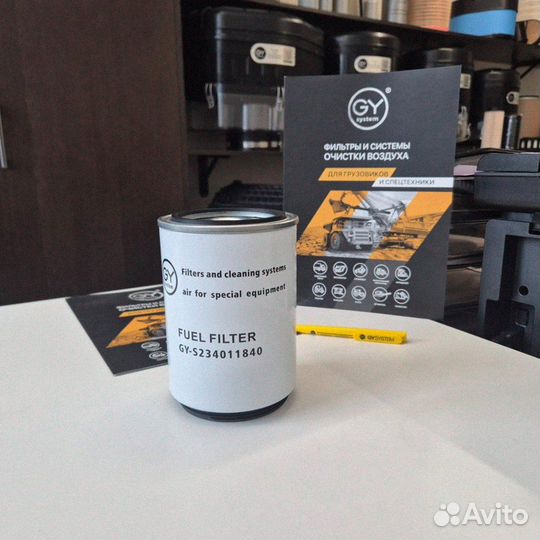 GY
system
®
ФИЛЬТРЫ И СИСТЕМЫ
ОЧИСТКИ ВОЗДУХА
ДЛЯ ГРУЗОВИКОВ
И СПЕЦТЕХНИКИ
GY
Filters and cleaning systems
air for special equipment
FUEL FILTER
GY-S234011840
Avito